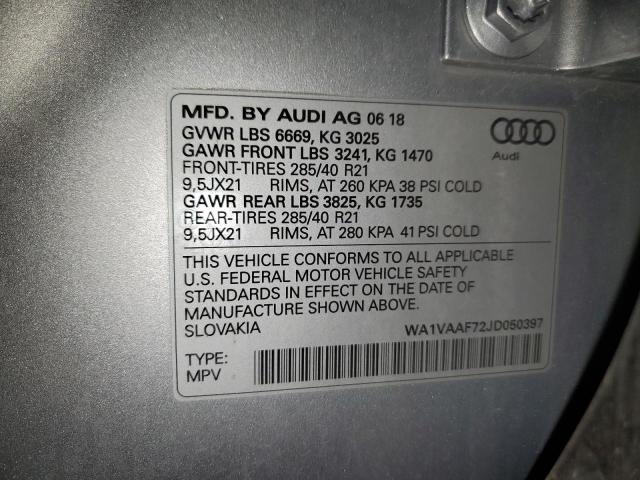 MFD. BY AUDI AG 06 18
GVWR LBS 6669, KG 3025
GAWR FRONT LBS 3241, KG 1470
FRONT-TIRES 285/40 R21
9,5JX21 RIMS, AT 260 KPA 38 PSI COLD
GAWR REAR LBS 3825, KG 1735
REAR-TIRES 285/40 R21
9,5JX21 RIMS, AT 280 KPA 41 PSI COLD
Audi
THIS VEHICLE CONFORMS TO ALL APPLICABLE
U.S. FEDERAL MOTOR VEHICLE SAFETY
STANDARDS IN EFFECT ON THE DATE OF
MANUFACTURE SHOWN ABOVE.
SLOVAKIA WA1VAAF72JD050397
TYPE:
MPV